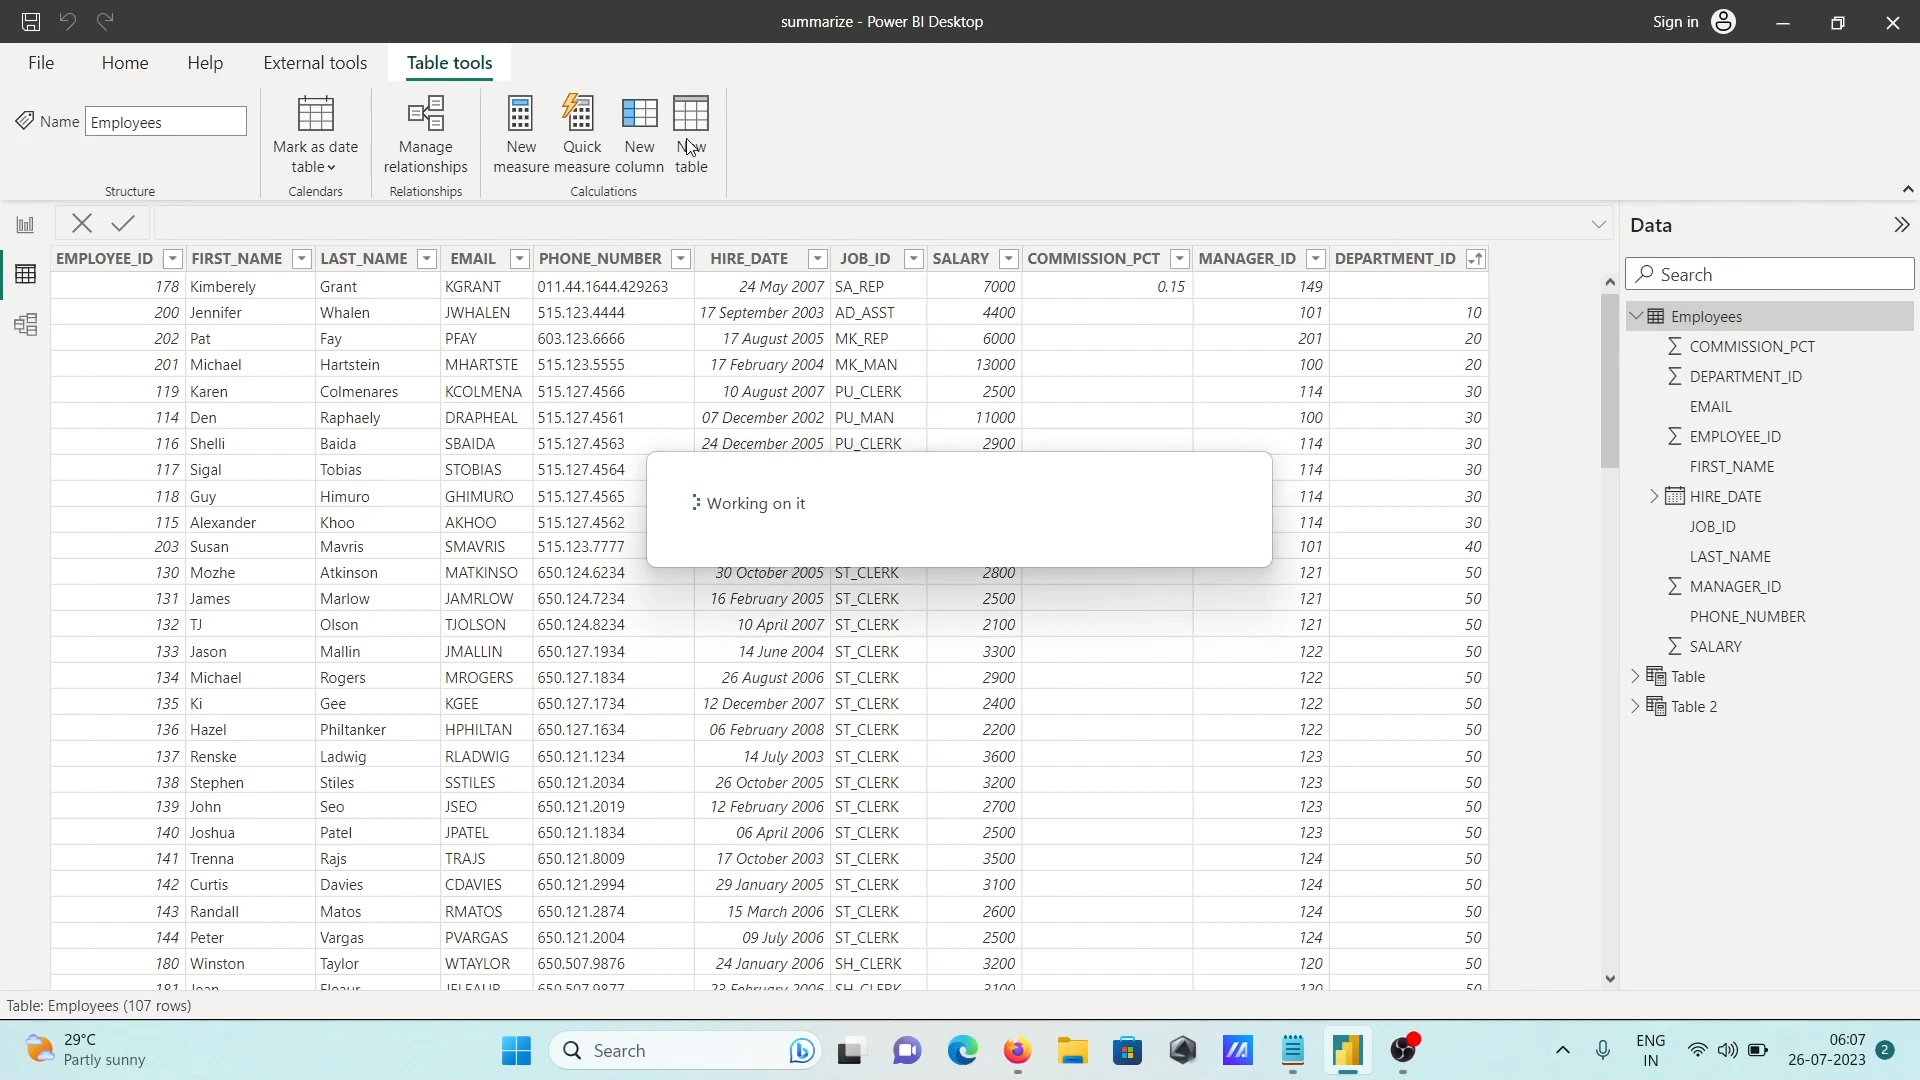 summarize - Power BI Desktop
Sign in
File Home Help External tools Table tools
Name Employees
Mark as date table
Manage relationships
New measure
Quick measure
New column
table
Structure Calendars Relationships Calculations
Data
Search
EMPLOYEE_ID FIRST_NAME LAST_NAME EMAIL PHONE_NUMBER HIRE_DATE JOB_ID SALARY COMMISSION_PCT MANAGER_ID DEPARTMENT_ID
178 Kimberely Grant KGRANT 011.44.1644.429263 24 May 2007 SA_REP 7000 0.15 149
200 Jennifer Whalen JWHALEN 515.123.4444 17 September 2003 AD_ASST 4400 101 10
202 Pat Fay PFAY 603.123.6666 17 August 2005 MK_REP 6000 201 20
201 Michael Hartstein MHARTSTE 515.123.5555 17 February 2004 MK_MAN 13000 100 20
119 Karen Colmenares KCOLMENA 515.127.4566 10 August 2007 PU_CLERK 2500 114 30
114 Den Raphaely DRAPHEAL 515.127.4561 07 December 2002 PU_MAN 11000 100 30
116 Shelli Baida SBAIDA 515.127.4563 24 December 2005 PU_CLERK 2900 114 30
117 Sigal Tobias STOBIAS 515.127.4564 114 30
118 Guy Himuro GHIMURO 515.127.4565 114 30
115 Alexander Khoo AKHOO 515.127.4562 114 30
203 Susan Mavris SMAVRIS 515.123.7777 101 40
Working on it
130 Mozhe Atkinson MATKINSO 650.124.6234 30 October 2005 ST_CLERK 2800 121 50
131 James Marlow JAMRLOW 650.124.7234 16 February 2005 ST_CLERK 2500 121 50
132 TJ Olson TJOLSON 650.124.8234 10 April 2007 ST_CLERK 2100 121 50
133 Jason Mallin JMALLIN 650.127.1934 14 June 2004 ST_CLERK 3300 122 50
134 Michael Rogers MROGERS 650.127.1834 26 August 2006 ST_CLERK 2900 122 50
135 Ki Gee KGEE 650.127.1734 12 December 2007 ST_CLERK 2400 122 50
136 Hazel Philtanker HPHILTAN 650.127.1634 06 February 2008 ST_CLERK 2200 122 50
137 Renske Ladwig RLADWIG 650.121.1234 14 July 2003 ST_CLERK 3600 123 50
138 Stephen Stiles SSTILES 650.121.2034 26 October 2005 ST_CLERK 3200 123 50
139 John Seo JSEO 650.121.2019 12 February 2006 ST_CLERK 2700 123 50
140 Joshua Patel JPATEL 650.121.1834 06 April 2006 ST_CLERK 2500 123 50
141 Trenna Rajs TRAJS 650.121.8009 17 October 2003 ST_CLERK 3500 124 50
142 Curtis Davies CDAVIES 650.121.2994 29 January 2005 ST_CLERK 3100 124 50
143 Randall Matos RMATOS 650.121.2874 15 March 2006 ST_CLERK 2600 124 50
144 Peter Vargas PVARGAS 650.121.2004 09 July 2006 ST_CLERK 2500 124 50
180 Winston Taylor WTAYLOR 650.507.9876 24 January 2006 SH_CLERK 3200 120 50
Employees
COMMISSION_PCT
DEPARTMENT_ID
EMAIL
EMPLOYEE_ID
FIRST_NAME
HIRE_DATE
JOB_ID
LAST_NAME
MANAGER_ID
PHONE_NUMBER
SALARY
Table
Table 2
Table: Employees (107 rows)
29°C
Partly sunny
Search
ENG
IN
06:07
26-07-2023
2